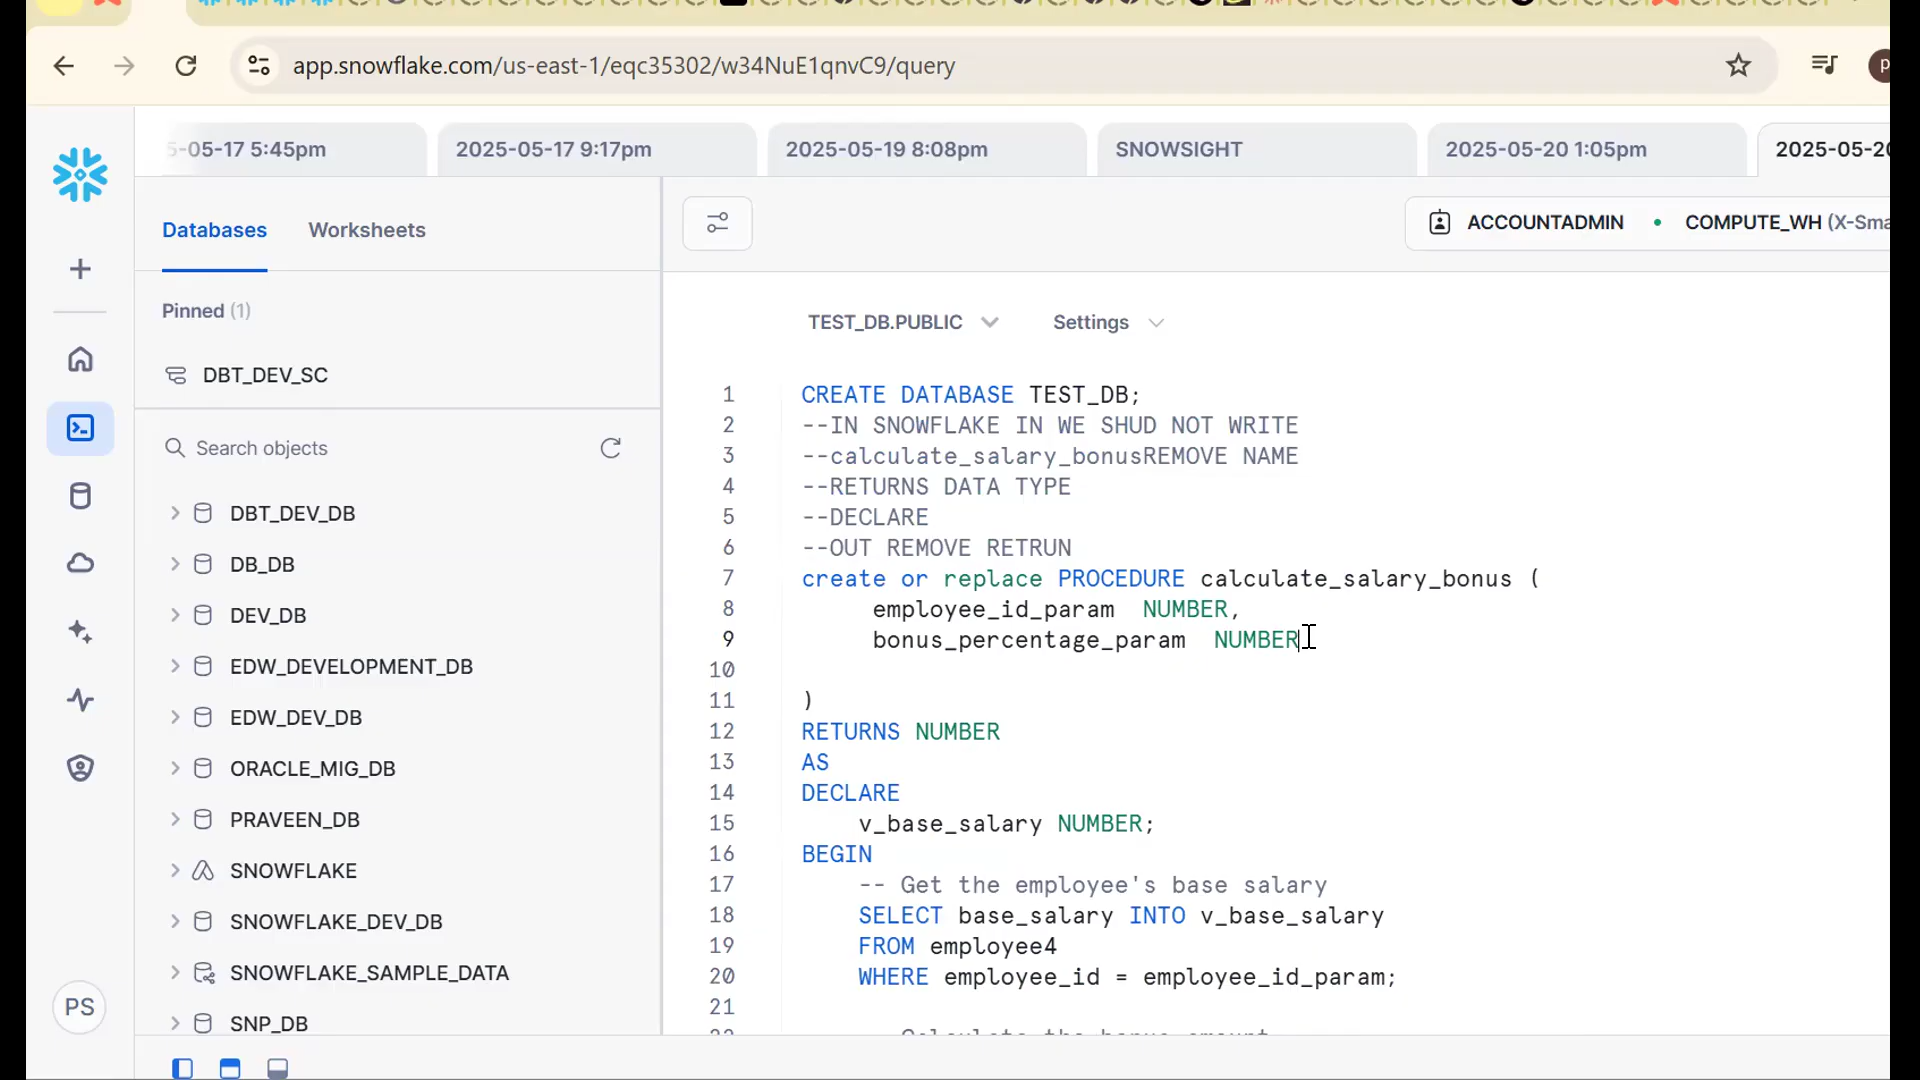 app.snowflake.com/us-east-1/eqc35302/w34NuE1qnvC9/query
p
5-05-17 5:45pm
2025-05-17 9:17pm
2025-05-19 8:08pm
SNOWSIGHT
2025-05-20 1:05pm
2025-05-20
Databases
Worksheets
ACCOUNTADMIN
COMPUTE_WH (X-Sma
Pinned (1)
DBT_DEV_SC
Search objects
DBT_DEV_DB
DB_DB
DEV_DB
EDW_DEVELOPMENT_DB
EDW_DEV_DB
ORACLE_MIG_DB
PRAVEEN_DB
SNOWFLAKE
SNOWFLAKE_DEV_DB
SNOWFLAKE_SAMPLE_DATA
SNP_DB
PS
TEST_DB.PUBLIC
Settings
1 CREATE DATABASE TEST_DB;
2 --IN SNOWFLAKE IN WE SHUD NOT WRITE
3 --calculate_salary_bonusREMOVE NAME
4 --RETURNS DATA TYPE
5 --DECLARE
6 --OUT REMOVE RETRUN
7 create or replace PROCEDURE calculate_salary_bonus (
8 employee_id_param NUMBER,
9 bonus_percentage_param NUMBER
10
11 )
12 RETURNS NUMBER
13 AS
14 DECLARE
15 v_base_salary NUMBER;
16 BEGIN
17 -- Get the employee's base salary
18 SELECT base_salary INTO v_base_salary
19 FROM employee4
20 WHERE employee_id = employee_id_param;
21